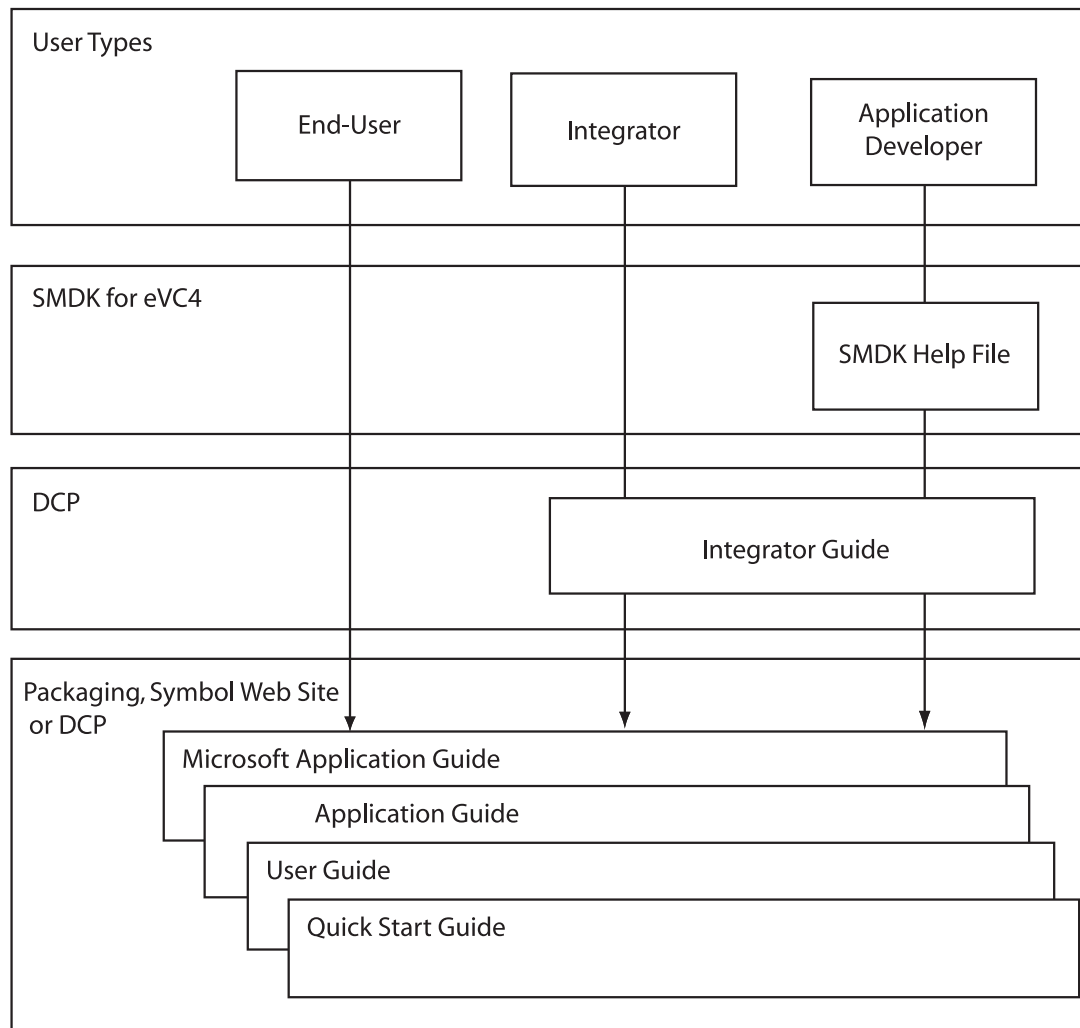 User Types
End-User
Integrator
Application
Developer
SMDK for eVC4
SMDK Help File
DCP
Integrator Guide
Packaging, Symbol Web Site
or DCP
Microsoft Application Guide
Application Guide
User Guide
Quick Start Guide